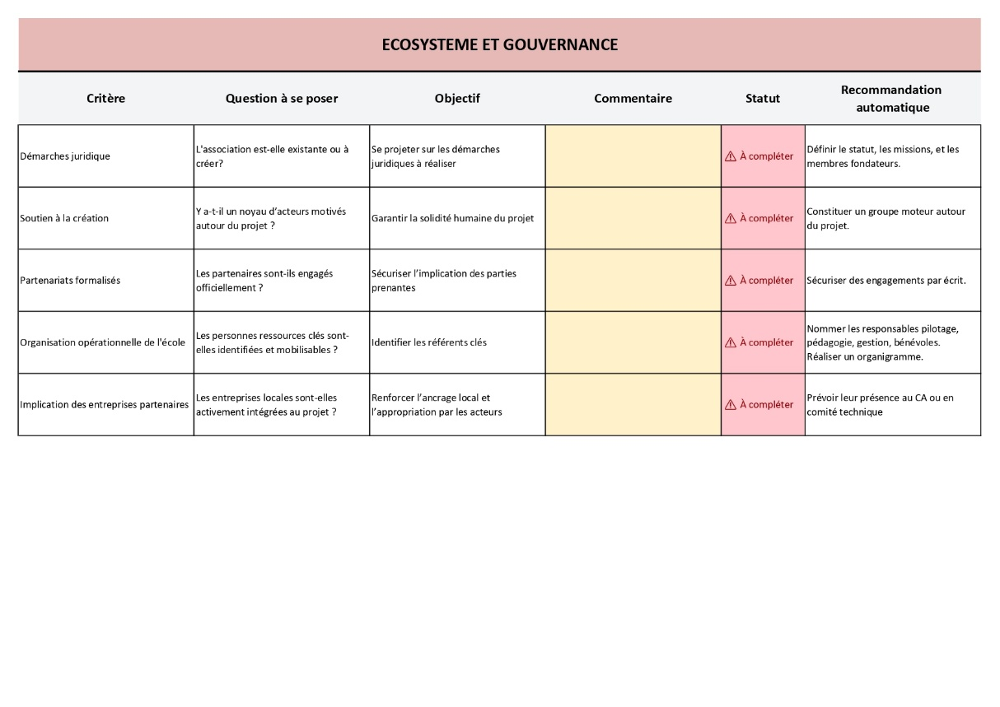 ECOSYSTEME ET GOUVERNANCE
Critère
Question à se poser
Objectif
Commentaire
Statut
Recommandation
automatique
Démarches juridique
L'association est-elle existante ou à
créer?
Se projeter sur les démarches
juridiques à réaliser
⚠ À compléter
Définir le statut, les missions, et les
membres fondateurs.
Soutien à la création
Y a-t-il un noyau d’acteurs motivés
autour du projet ?
Garantir la solidité humaine du projet
⚠ À compléter
Constituer un groupe moteur autour
du projet.
Partenariats formalisés
Les partenaires sont-ils engagés
officiellement ?
Sécuriser l’implication des parties
prenantes
⚠ À compléter
Sécuriser des engagements par écrit.
Organisation opérationnelle de l'école
Les personnes ressources clés sont-
elles identifiées et mobilisables ?
Identifier les référents clés
⚠ À compléter
Nommer les responsables pilotage,
pédagogie, gestion, bénévoles.
Réaliser un organigramme.
Implication des entreprises partenaires
Les entreprises locales sont-elles
activement intégrées au projet ?
Renforcer l’ancrage local et
l’appropriation par les acteurs
⚠ À compléter
Prévoir leur présence au CA ou en
comité technique